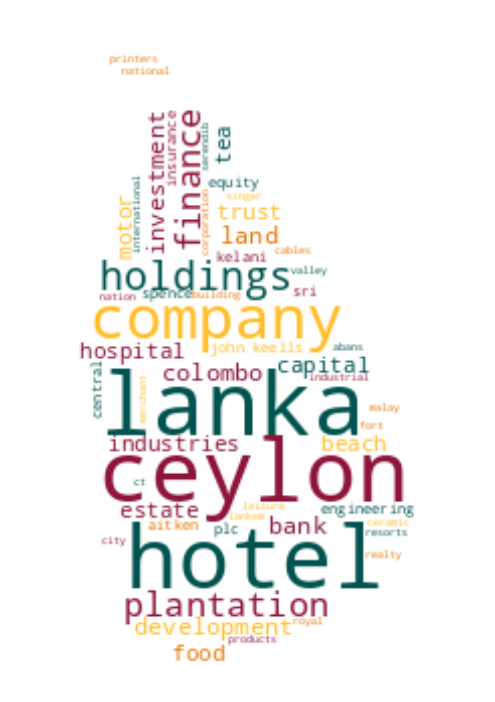 printers
national
investment
insurance
finance
serendib
tea
international
motor
corporation
equity
singer
trust
land
cables
kelani
holdings
valley
nation
spence
building
sri
company
hospital
john keells
abans
colombo
capital
industrial
central
merchant
lanka
malay
fort
industries
beach
ceylon
ct
estate
leisure
engineering
lankem
aitken
plc
bank
ceramic
resorts
city
hotel
realty
plantation
development
royal
products
food